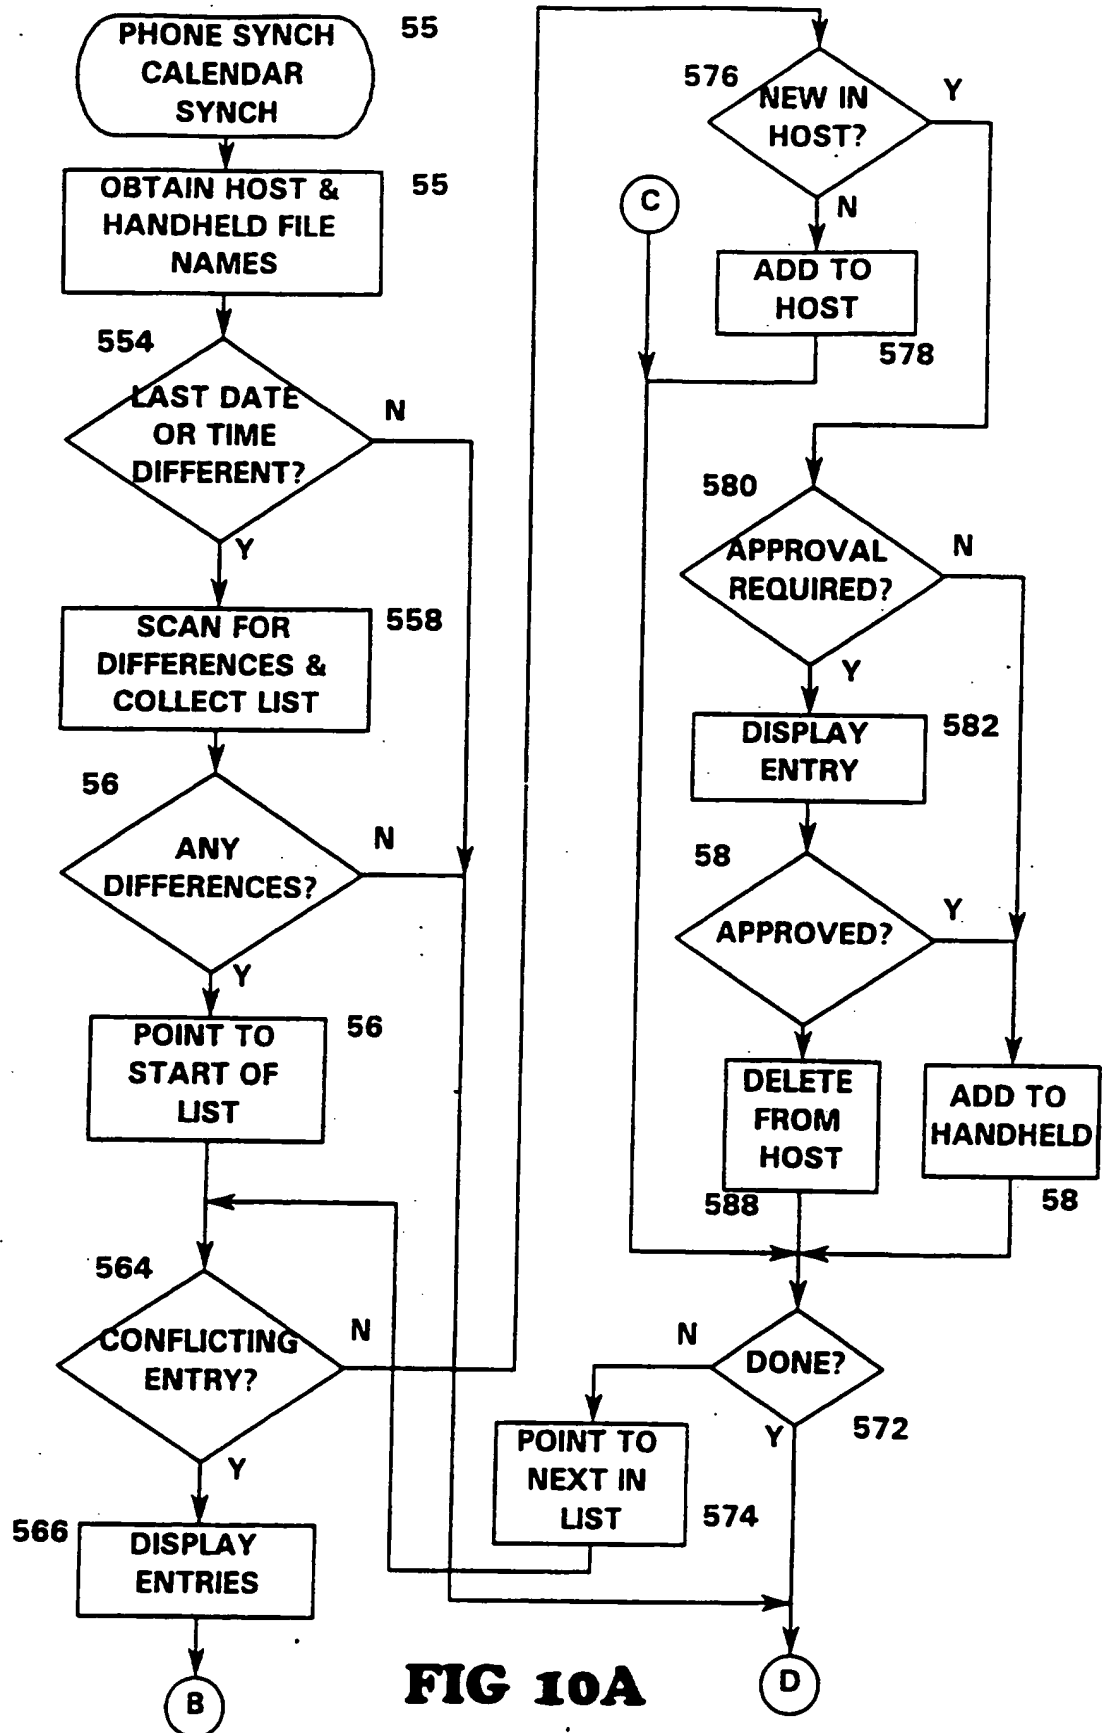 PHONE SYNCH
CALENDAR
SYNCH
55
OBTAIN HOST &
HANDHELD FILE
NAMES
55
554
LAST DATE
OR TIME
DIFFERENT?
N
Y
SCAN FOR
DIFFERENCES &
COLLECT LIST
558
56
ANY
DIFFERENCES?
N
Y
POINT TO
START OF
LIST
56
564
CONFLICTING
ENTRY?
N
Y
566
DISPLAY
ENTRIES
B
576
NEW IN
HOST?
Y
N
C
ADD TO
HOST
578
580
APPROVAL
REQUIRED?
N
Y
DISPLAY
ENTRY
582
58
APPROVED?
Y
DELETE
FROM
HOST
588
ADD TO
HANDHELD
58
DONE?
N
Y
572
POINT TO
NEXT IN
LIST
574
D
FIG 10A